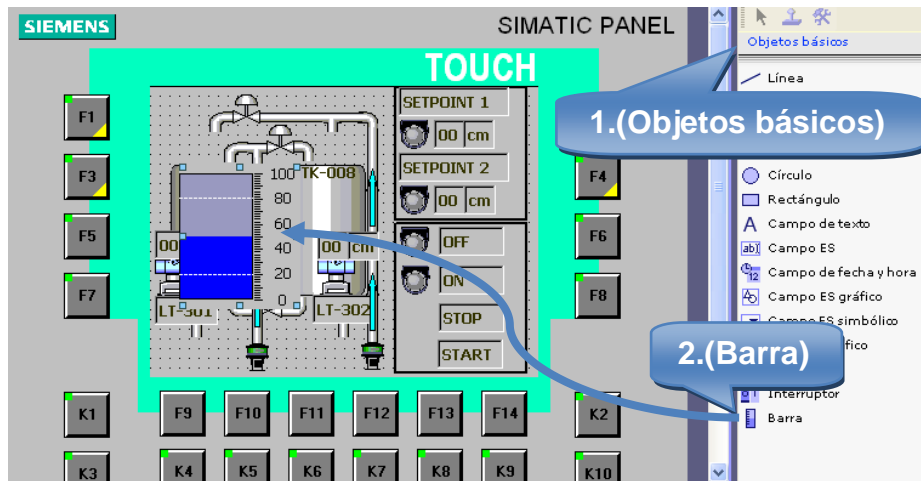 SIEMENS
SIMATIC PANEL
TOUCH
F1
F3
F5
F7
F4
F6
F8
SETPOINT 1
00 cm
SETPOINT 2
00 cm
OFF
ON
STOP
START
TK-008
100
80
60
40
20
0
00
00 cm
LT-301
LT-302
K1
F9
F10
F11
F12
F13
F14
K2
K3
K4
K5
K6
K7
K8
K9
K10
Objetos básicos
Línea
1.(Objetos básicos)
Círculo
Rectángulo
A Campo de texto
abI Campo ES
12 Campo de fecha y hora
Campo ES gráfico
Campo ES simbólico
2.(Barra)
Interruptor
Barra